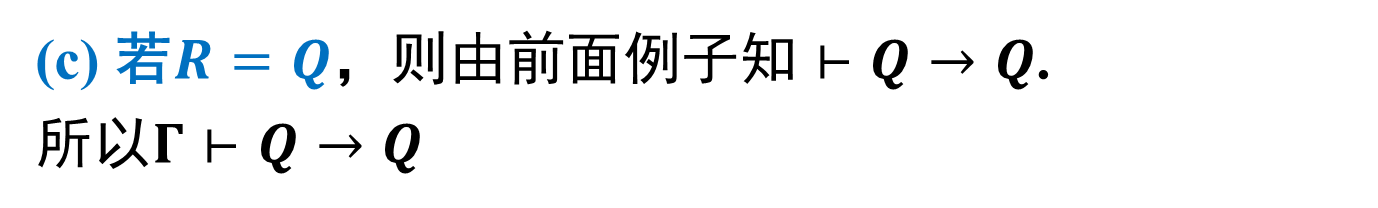 (c) 若R = Q，则由前面例子知 ⊢ Q → Q.
所以Γ ⊢ Q → Q